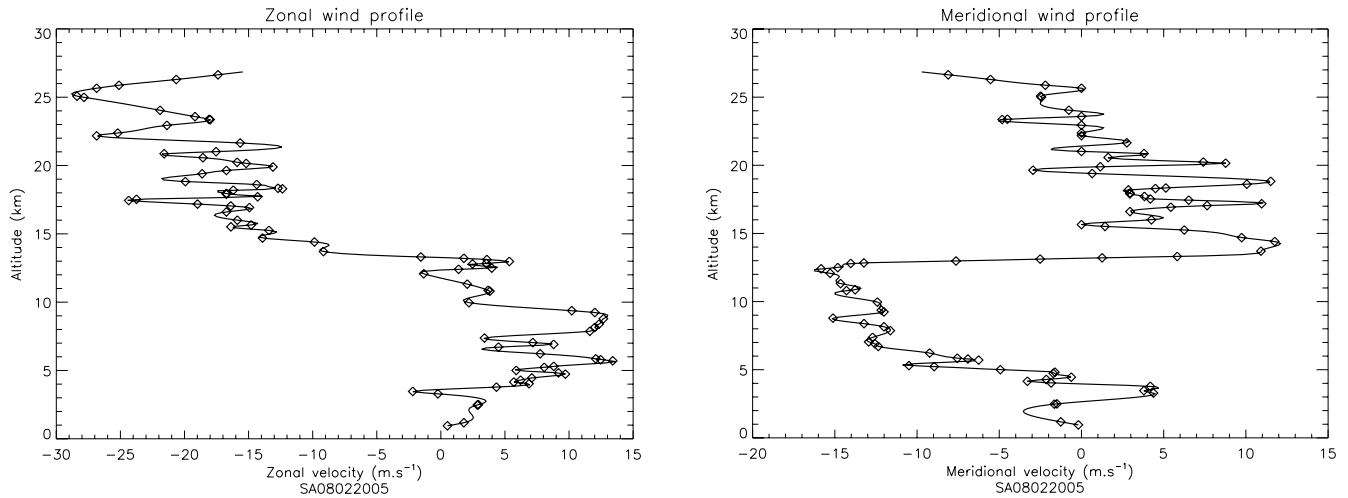 Zonal wind profile
30
25
20
15
10
5
0
Altitude (km)
−30 −25 −20 −15 −10 −5 0 5 10 15
Zonal velocity (m.s⁻¹)
SA08022005
Meridional wind profile
30
25
20
15
10
5
0
Altitude (km)
−20 −15 −10 −5 0 5 10 15
Meridional velocity (m.s⁻¹)
SA08022005